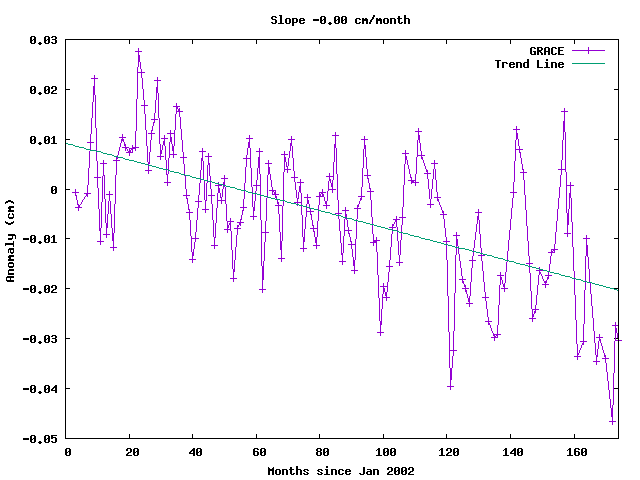 Slope -0.00 cm/month
GRACE
Trend Line
0.03
0.02
0.01
0
-0.01
-0.02
-0.03
-0.04
-0.05
Anomaly (cm)
0 20 40 60 80 100 120 140 160
Months since Jan 2002